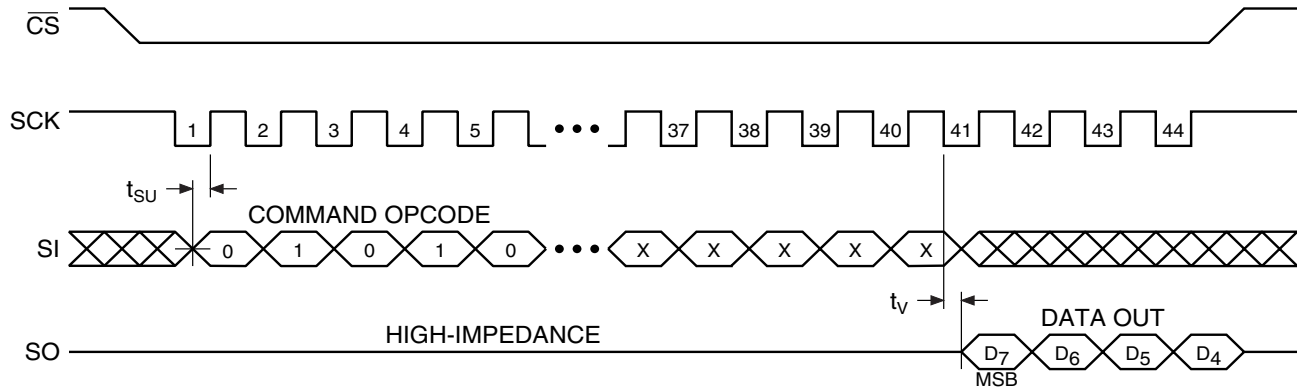 CS
SCK 1 2 3 4 5 ••• 37 38 39 40 41 42 43 44
tSU
COMMAND OPCODE
SI 0 1 0 1 0 ••• X X X X X
tV
HIGH-IMPEDANCE DATA OUT
SO D7 D6 D5 D4
MSB